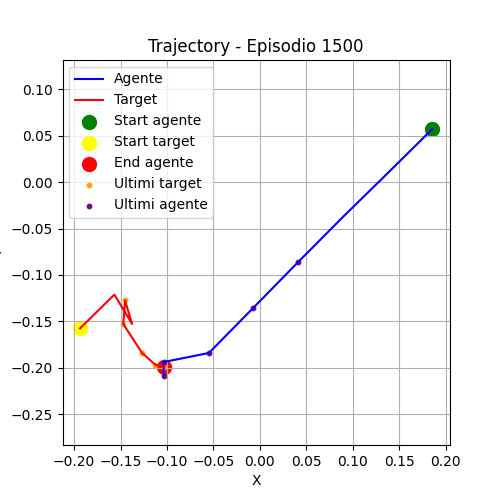 Trajectory - Episodio 1500
Agente
Target
Start agente
Start target
End agente
Ultimi target
Ultimi agente
0.10
0.05
0.00
−0.05
−0.10
−0.15
−0.20
−0.25
−0.20 −0.15 −0.10 −0.05 0.00 0.05 0.10 0.15 0.20
X